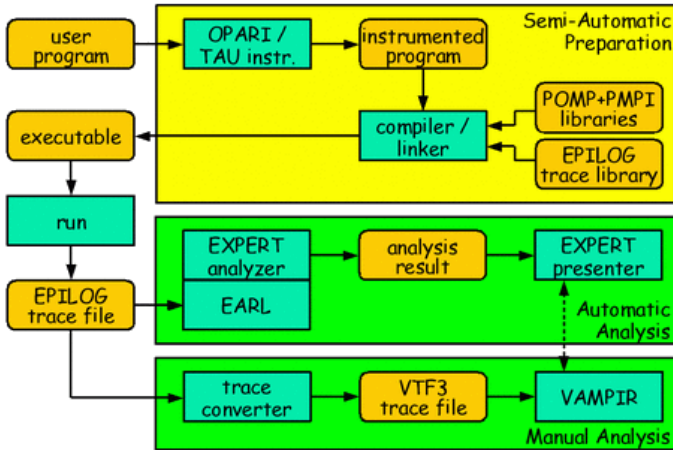 user
program
OPARI /
TAU instr.
instrumented
program
Semi-Automatic
Preparation
executable
compiler /
linker
POMP+PMPI
libraries
EPILOG
trace library
run
EXPERT
analyzer
EARL
analysis
result
EXPERT
presenter
EPILOG
trace file
Automatic
Analysis
trace
converter
VTF3
trace file
VAMPIR
Manual Analysis